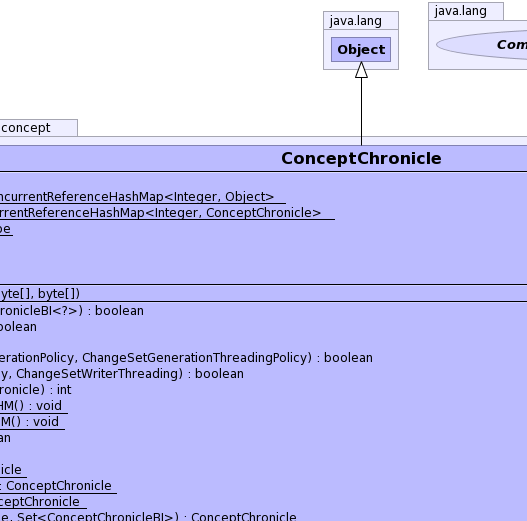 java.lang
java.lang
Object
Com
concept
ConceptChronicle
ncurrentReferenceHashMap<Integer, Object>
rrentReferenceHashMap<Integer, ConceptChronicle>
pe
yte[], byte[])
ronicleBI<?>) : boolean
oolean
erationPolicy, ChangeSetGenerationThreadingPolicy) : boolean
y, ChangeSetWriterThreading) : boolean
ronicle) : int
HM() : void
M() : void
an
icle
: ConceptChronicle
ceptChronicle
e, Set<ConceptChronicleBI>) : ConceptChronicle